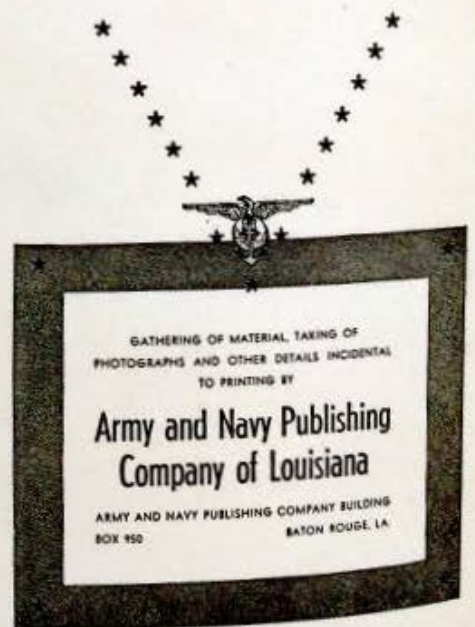 GATHERING OF MATERIAL, TAKING OF
PHOTOGRAPHS AND OTHER DETAILS INCIDENTAL
TO PRINTING BY
Army and Navy Publishing
Company of Louisiana
ARMY AND NAVY PUBLISHING COMPANY BUILDING
BOX 950 BATON ROUGE, LA.